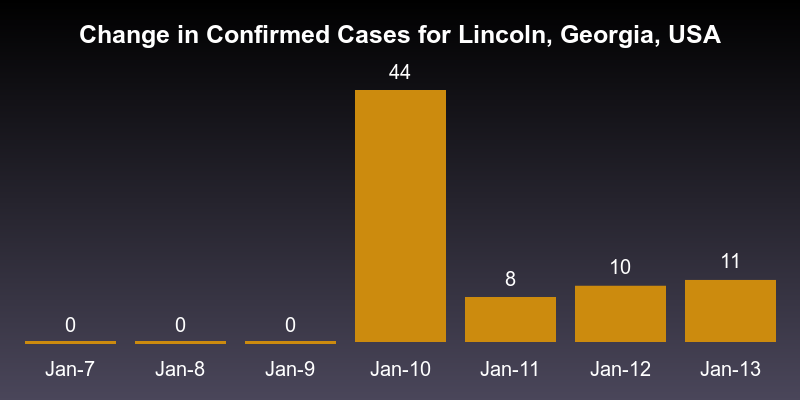 Change in Confirmed Cases for Lincoln, Georgia, USA
44
11
10
8
0 0 0
Jan-7 Jan-8 Jan-9 Jan-10 Jan-11 Jan-12 Jan-13